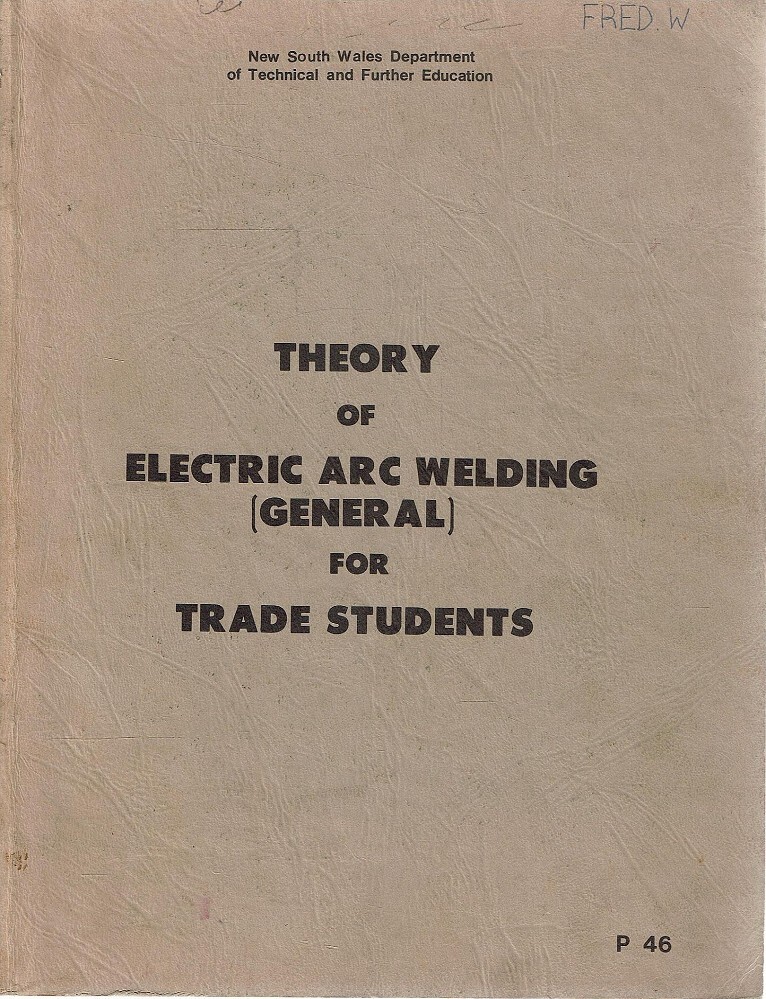 FRED. W
New South Wales Department
of Technical and Further Education
THEORY
OF
ELECTRIC ARC WELDING
(GENERAL)
FOR
TRADE STUDENTS
P 46